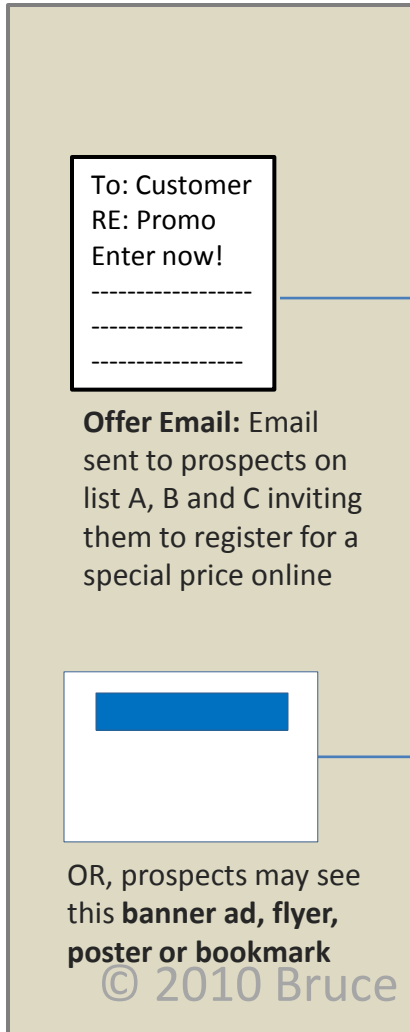 To: Customer
RE: Promo
Enter now!
------------------
-----------------
-----------------
Offer Email: Email
sent to prospects on
list A, B and C inviting
them to register for a
special price online
OR, prospects may see
this banner ad, flyer,
poster or bookmark
© 2010 Bruce